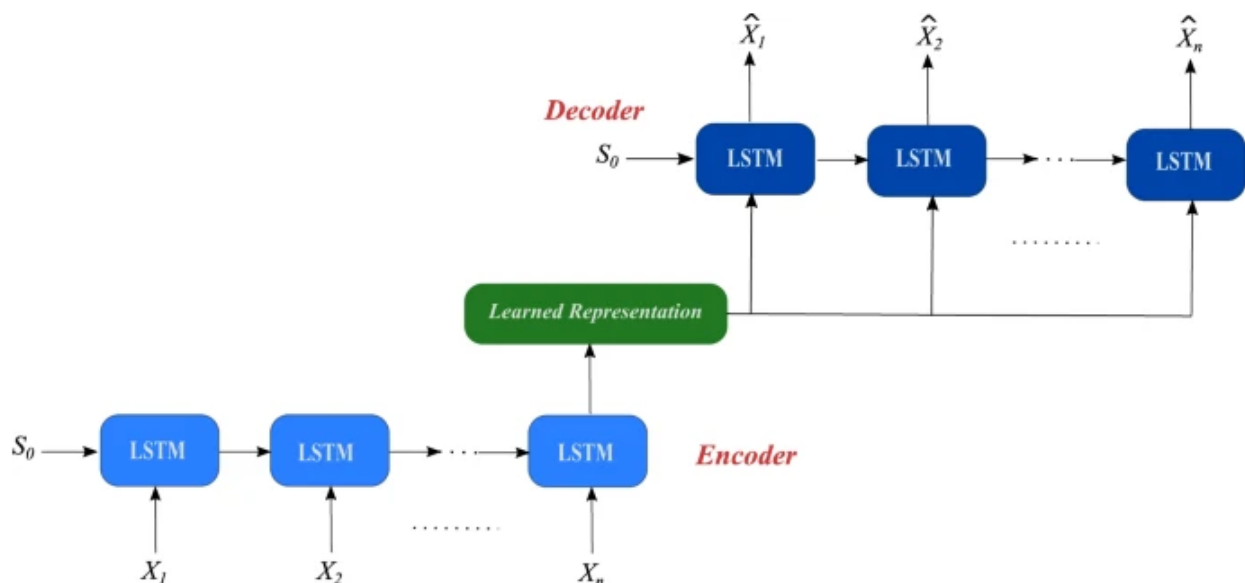 X̂₁ X̂₂ X̂ₙ
Decoder
S₀ LSTM LSTM ... LSTM
.........
Learned Representation
S₀ LSTM LSTM ... LSTM
Encoder
.........
X₁ X₂ Xₙ